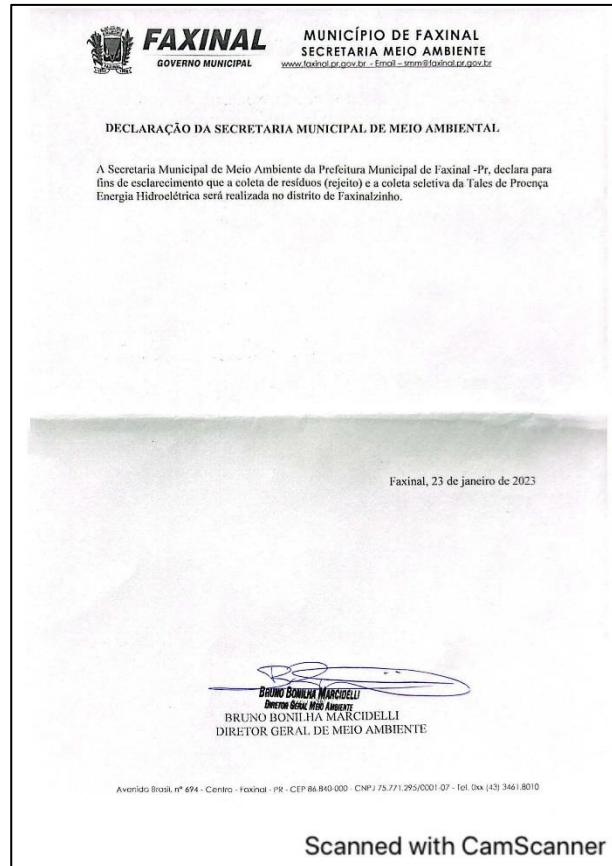 FAXINAL
GOVERNO MUNICIPAL
MUNICÍPIO DE FAXINAL
SECRETARIA MEIO AMBIENTE
www.faxinal.pr.gov.br - Email – smm@faxinal.pr.gov.br
DECLARAÇÃO DA SECRETARIA MUNICIPAL DE MEIO AMBIENTAL
A Secretaria Municipal de Meio Ambiente da Prefeitura Municipal de Faxinal -Pr, declara para
fins de esclarecimento que a coleta de resíduos (rejeito) e a coleta seletiva da Tales de Proença
Energia Hidroelétrica será realizada no distrito de Faxinalzinho.
Faxinal, 23 de janeiro de 2023
BRUNO BONILHA MARCIDELLI
DIRETOR GERAL MEIO AMBIENTE
BRUNO BONILHA MARCIDELLI
DIRETOR GERAL DE MEIO AMBIENTE
Avenida Brasil, nº 694 - Centro - Faxinal - PR - CEP 86.840-000 - CNPJ 75.771.295/0001-07 - Tel. 0xx (43) 3461.8010
Scanned with CamScanner